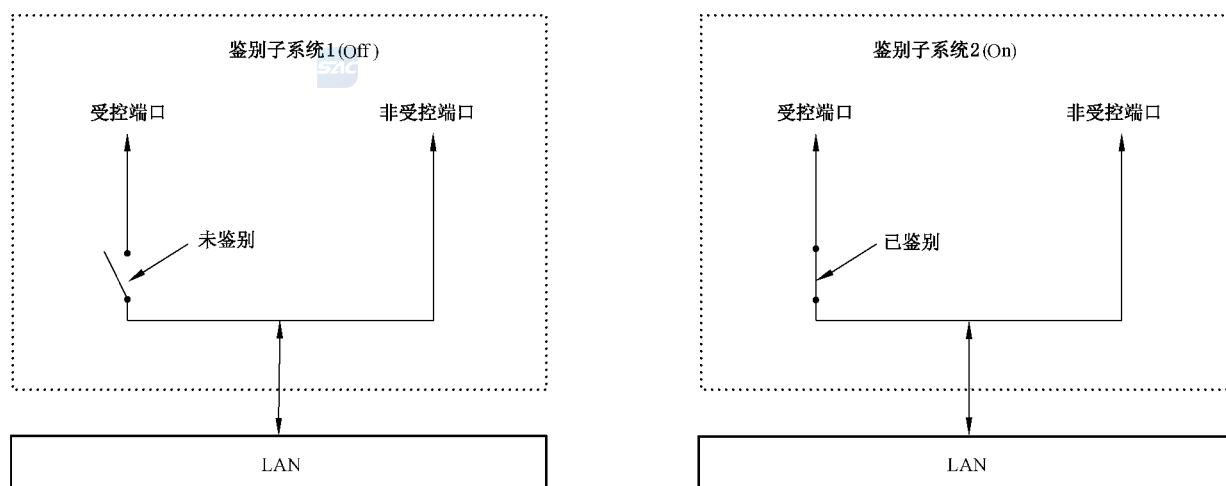 鉴别子系统1(Off)
SAC
受控端口
非受控端口
未鉴别
LAN
鉴别子系统2(On)
受控端口
非受控端口
已鉴别
LAN